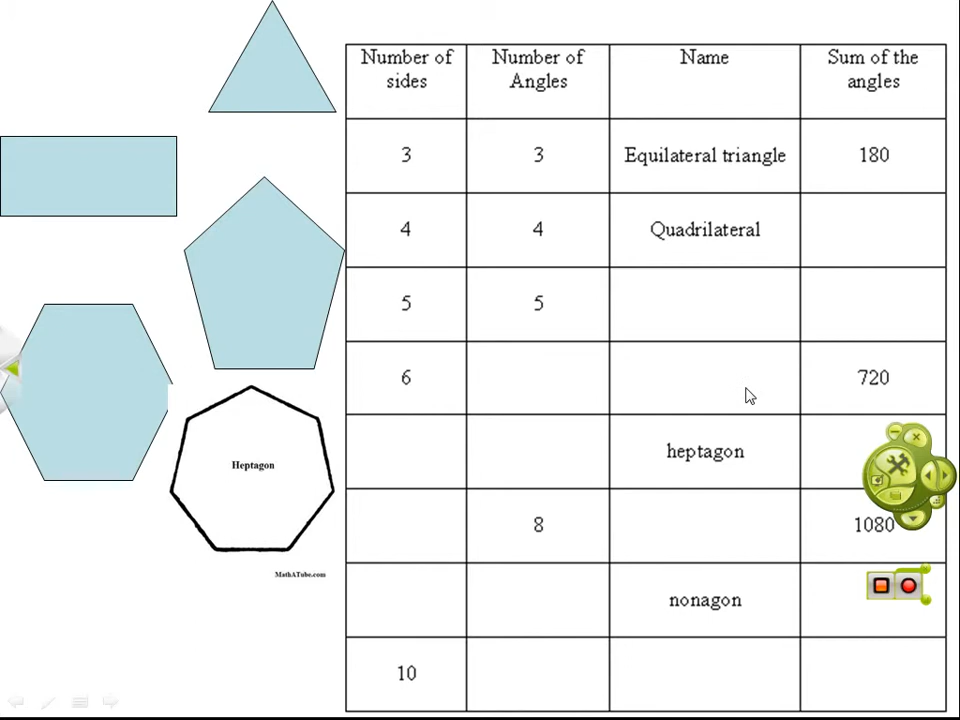 Number of sides Number of Angles Name Sum of the angles
3 3 Equilateral triangle 180
4 4 Quadrilateral
5 5
6 720
heptagon
8 1080
nonagon
10
Heptagon
MathATube.com